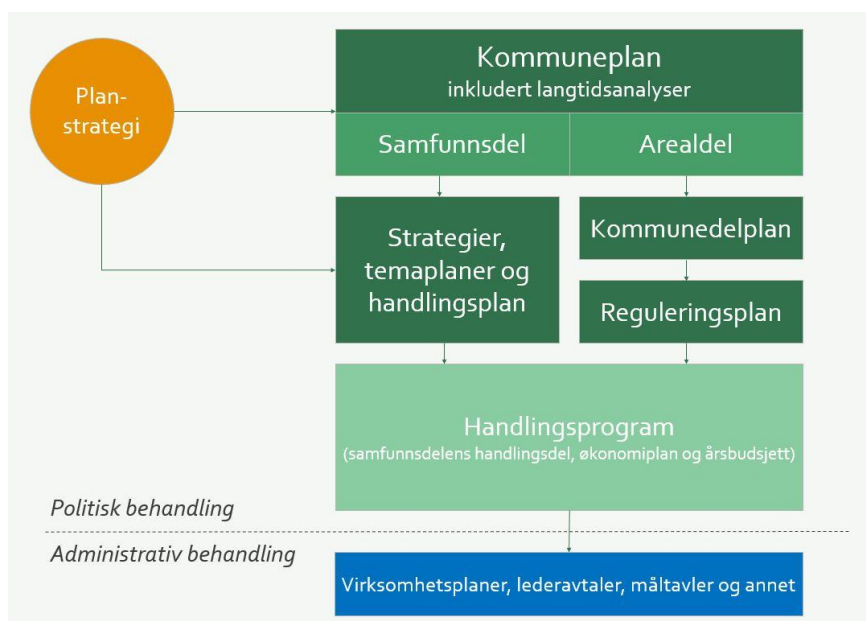 Plan-
strategi
Kommuneplan
inkludert langtidsanalyser
Samfunnsdel
Arealdel
Strategier,
temaplaner og
handlingsplan
Kommunedelplan
Reguleringsplan
Handlingsprogram
(samfunnsdelens handlingsdel, økonomiplan og årsbudsjett)
Politisk behandling
Administrativ behandling
Virksomhetsplaner, lederavtaler, måltavler og annet